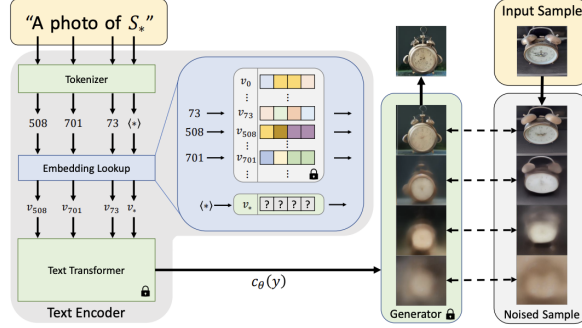 “A photo of S*”
Input Sample
Tokenizer
508 701 73 ⟨*⟩
Embedding Lookup
v508 v701 v73 v*
Text Transformer
Text Encoder
v0
⋮ ⋮
73 v73
508 v508
⋮ ⋮
701 v701
⋮ ⋮
⟨*⟩ v* ? ? ? ?
cθ(y)
Generator
Noised Sample